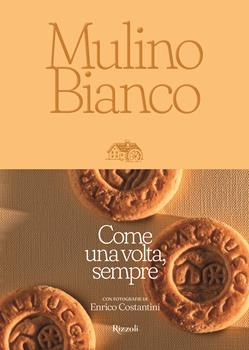 Mulino
Bianco
Come
una volta,
sempre
CON FOTOGRAFIE DI
Enrico Costantini
Rizzoli